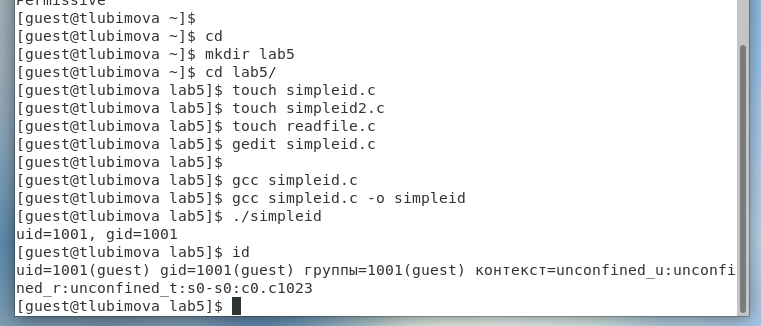 Permissive
[guest@tlubimova ~]$
[guest@tlubimova ~]$ cd
[guest@tlubimova ~]$ mkdir lab5
[guest@tlubimova ~]$ cd lab5/
[guest@tlubimova lab5]$ touch simpleid.c
[guest@tlubimova lab5]$ touch simpleid2.c
[guest@tlubimova lab5]$ touch readfile.c
[guest@tlubimova lab5]$ gedit simpleid.c
[guest@tlubimova lab5]$
[guest@tlubimova lab5]$ gcc simpleid.c
[guest@tlubimova lab5]$ gcc simpleid.c -o simpleid
[guest@tlubimova lab5]$ ./simpleid
uid=1001, gid=1001
[guest@tlubimova lab5]$ id
uid=1001(guest) gid=1001(guest) группы=1001(guest) контекст=unconfined_u:unconfi
ned_r:unconfined_t:s0-s0:c0.c1023
[guest@tlubimova lab5]$